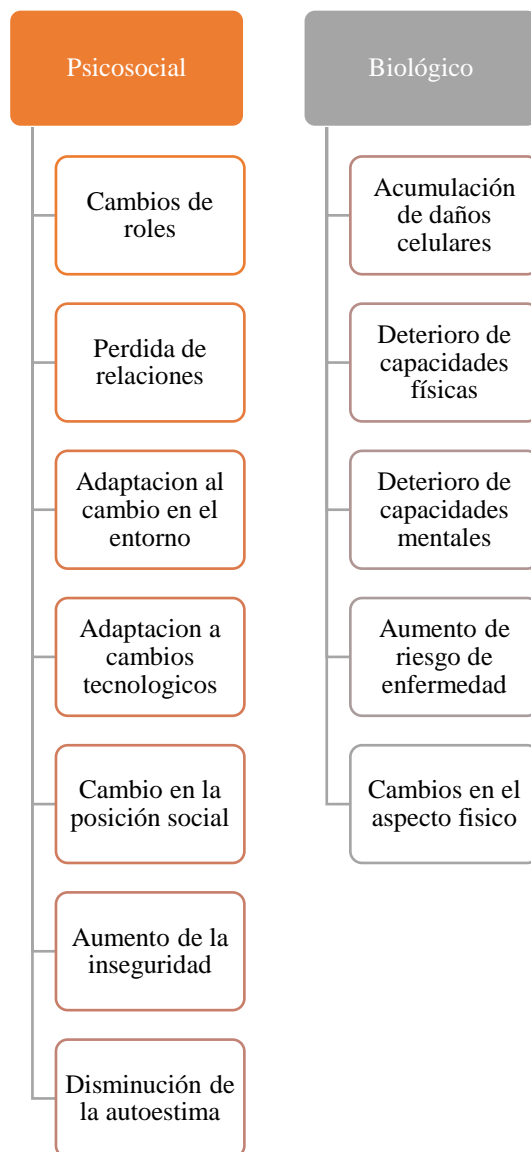 Psicosocial
Cambios de
roles
Perdida de
relaciones
Adaptacion al
cambio en el
entorno
Adaptacion a
cambios
tecnologicos
Cambio en la
posición social
Aumento de la
inseguridad
Disminución de
la autoestima
Biológico
Acumulación
de daños
celulares
Deterioro de
capacidades
físicas
Deterioro de
capacidades
mentales
Aumento de
riesgo de
enfermedad
Cambios en el
aspecto fisico